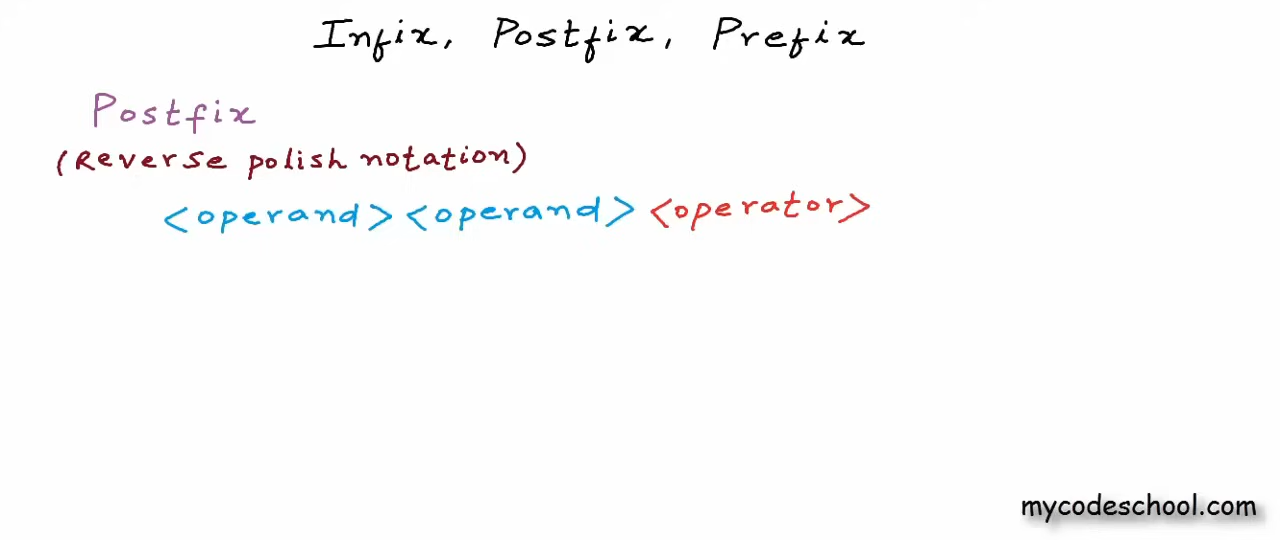 Infix, Postfix, Prefix
Postfix
(Reverse polish notation)
<operand> <operand> <operator>
mycodeschool.com